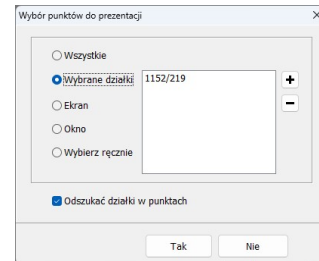 Wybór punktów do prezentacji
Wszystkie
Wybrane działki
1152/219
Ekran
Okno
Wybierz ręcznie
Odszukać działki w punktach
Tak
Nie